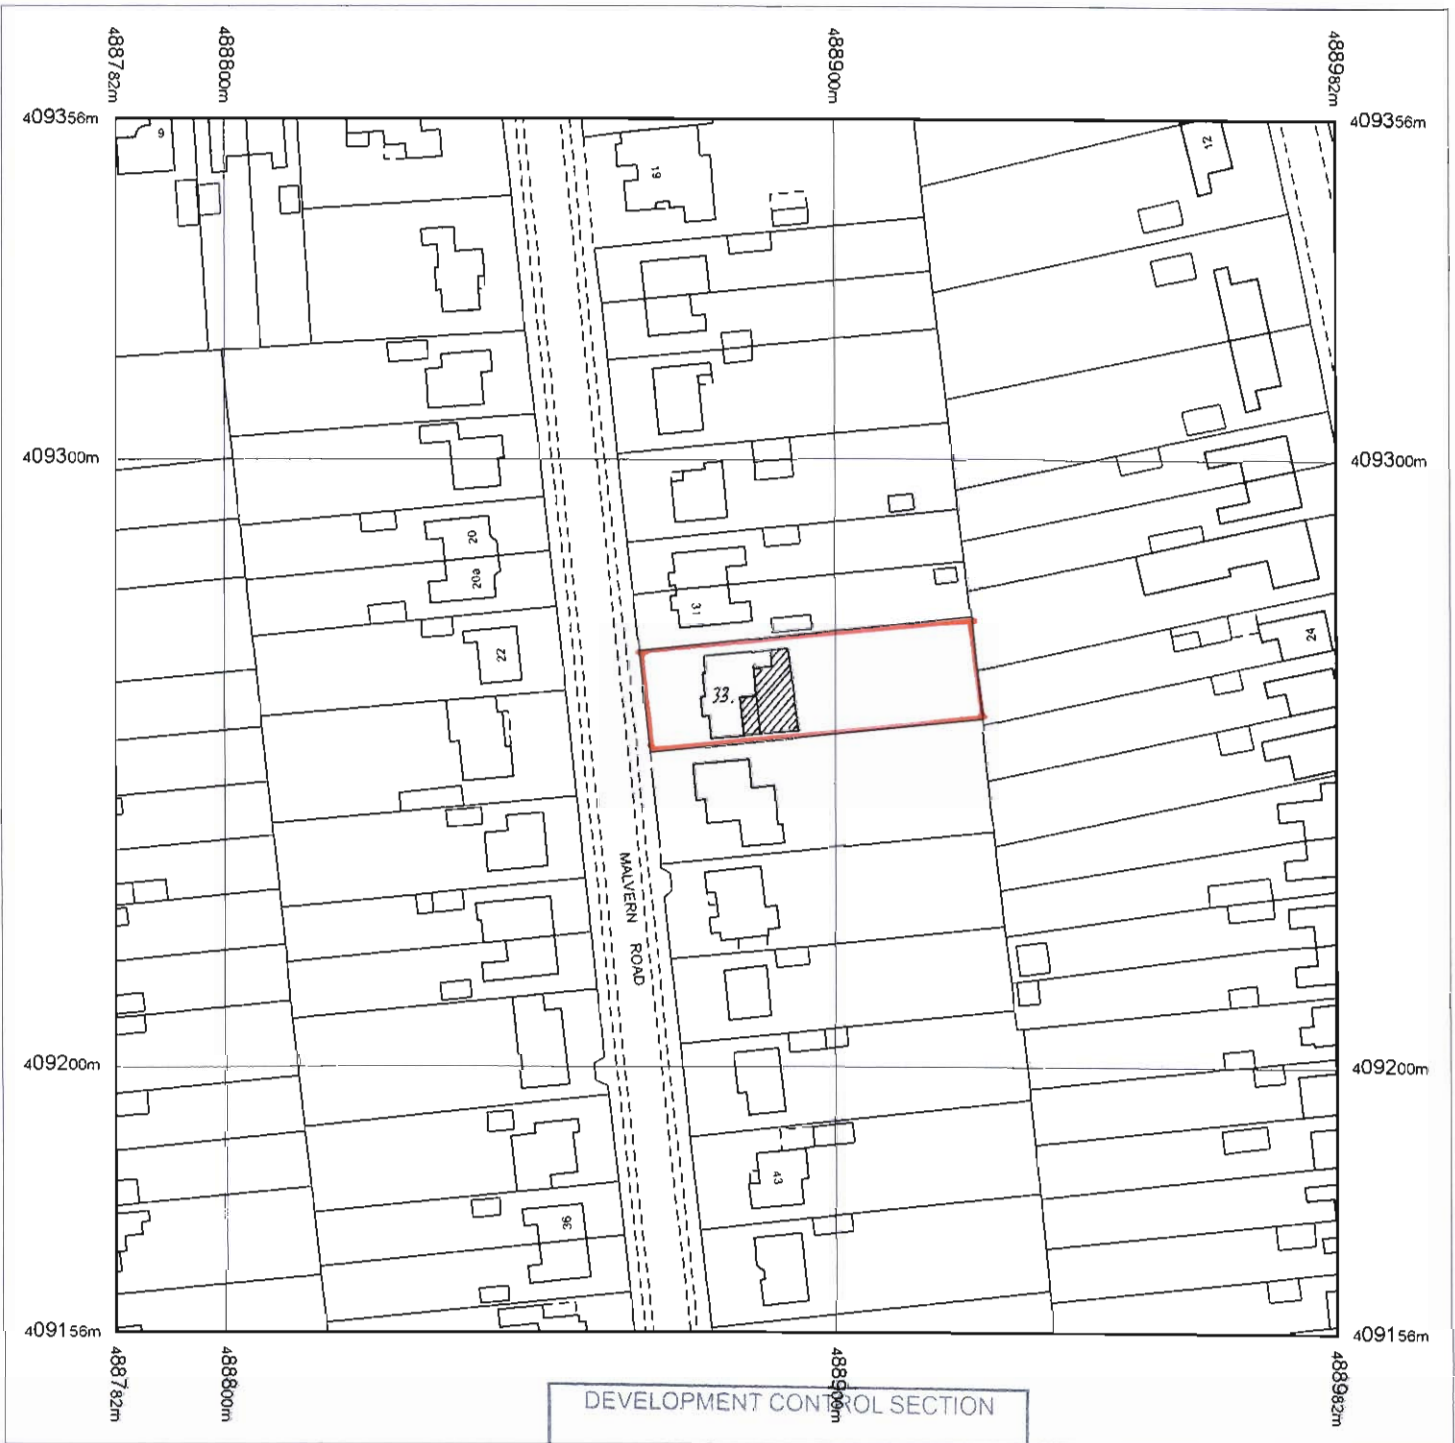 488782m 488800m 488900m 488982m
409356m 409356m
9
19
12
409300m 409300m
20
20a
31
22
24
33.
MALVERN ROAD
409200m 409200m
43
36
409156m 409156m
488782m 488800m 488900m 488982m
DEVELOPMENT CONTROL SECTION